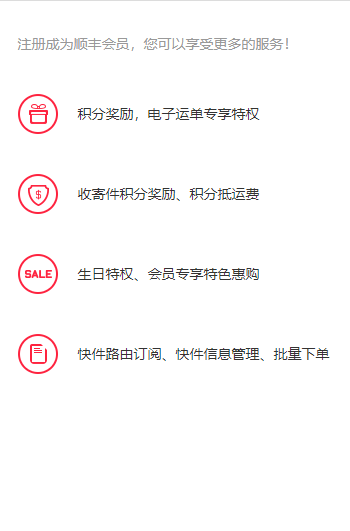 注册成为顺丰会员，您可以享受更多的服务！
积分奖励，电子运单专享特权
$
收寄件积分奖励、积分抵运费
SALE
生日特权、会员专享特色惠购
快件路由订阅、快件信息管理、批量下单